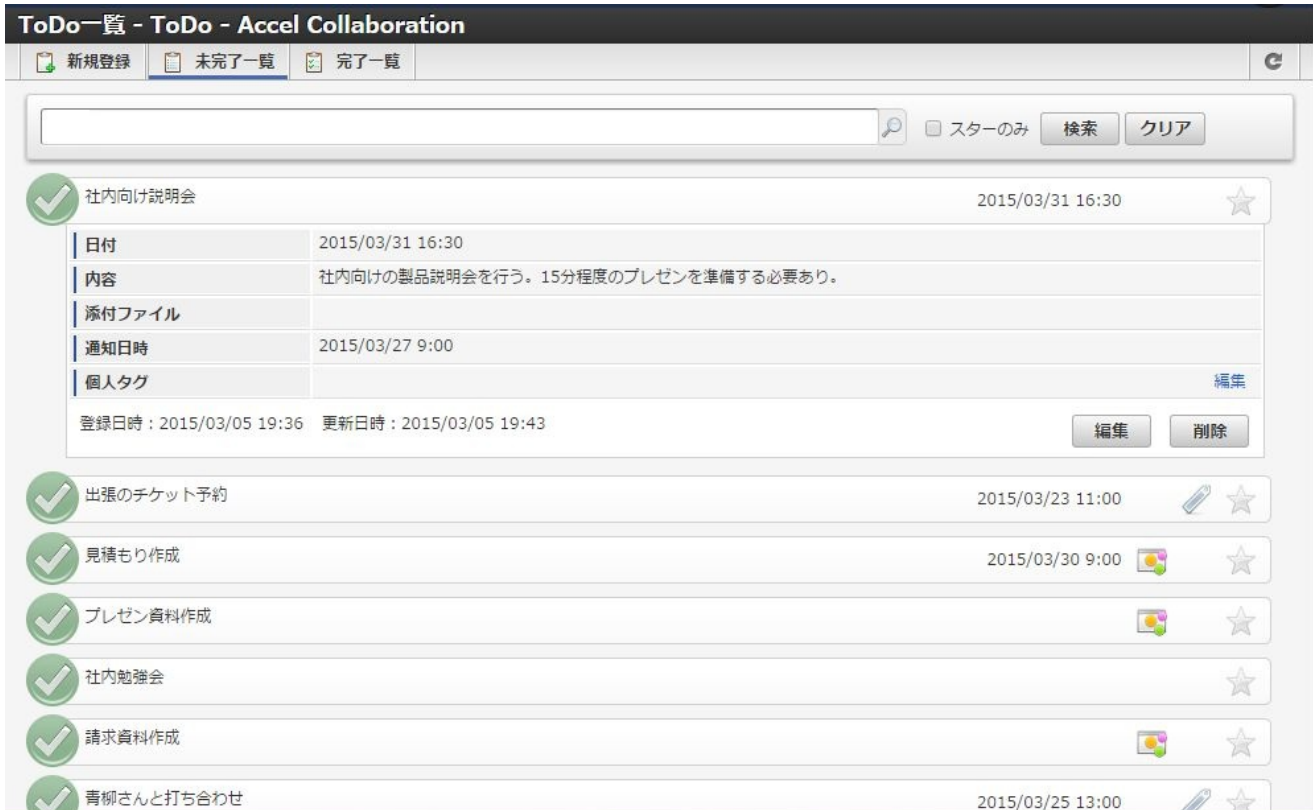 ToDo一覧 - ToDo - Accel Collaboration
新規登録 未完了一覧 完了一覧
スターのみ 検索 クリア
社内向け説明会 2015/03/31 16:30
日付 2015/03/31 16:30
内容 社内向けの製品説明会を行う。15分程度のプレゼンを準備する必要あり。
添付ファイル
通知日時 2015/03/27 9:00
個人タグ 編集
登録日時：2015/03/05 19:36 更新日時：2015/03/05 19:43 編集 削除
出張のチケット予約 2015/03/23 11:00
見積もり作成 2015/03/30 9:00
プレゼン資料作成
社内勉強会
請求資料作成
青柳さんと打ち合わせ 2015/03/25 13:00